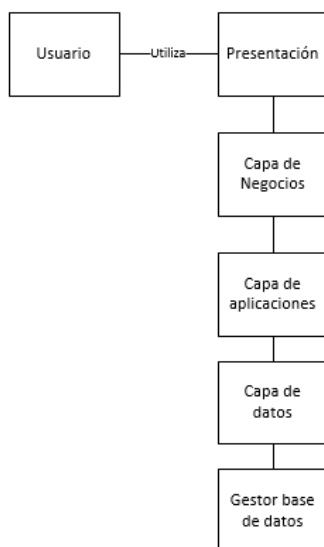 Usuario
Utiliza
Presentación
Capa de
Negocios
Capa de
aplicaciones
Capa de
datos
Gestor base
de datos